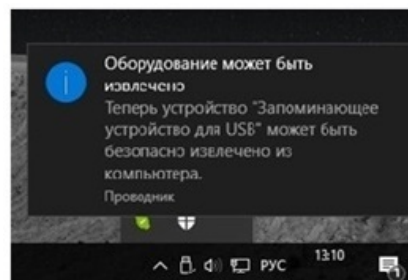 Оборудование может быть
извлечено
Теперь устройство "Запоминающее
устройство для USB" может быть
безопасно извлечено из
компьютера.
Проводник
РУС
13:10
1